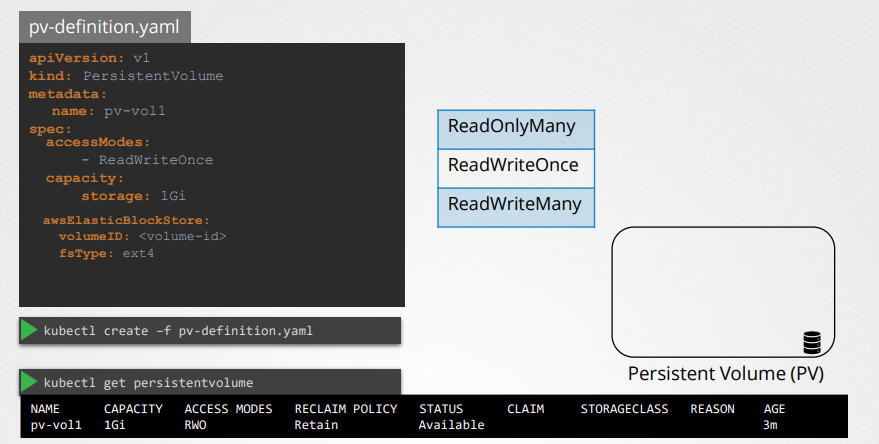 pv-definition.yaml
apiVersion: v1
kind: PersistentVolume
metadata:
name: pv-vol1
spec:
accessModes:
- ReadWriteOnce
capacity:
storage: 1Gi
awsElasticBlockStore:
volumeID: <volume-id>
fsType: ext4
ReadOnlyMany
ReadWriteOnce
ReadWriteMany
Persistent Volume (PV)
kubectl create –f pv-definition.yaml
kubectl get persistentvolume
NAME CAPACITY ACCESS MODES RECLAIM POLICY STATUS CLAIM STORAGECLASS REASON AGE
pv-vol1 1Gi RWO Retain Available 3m